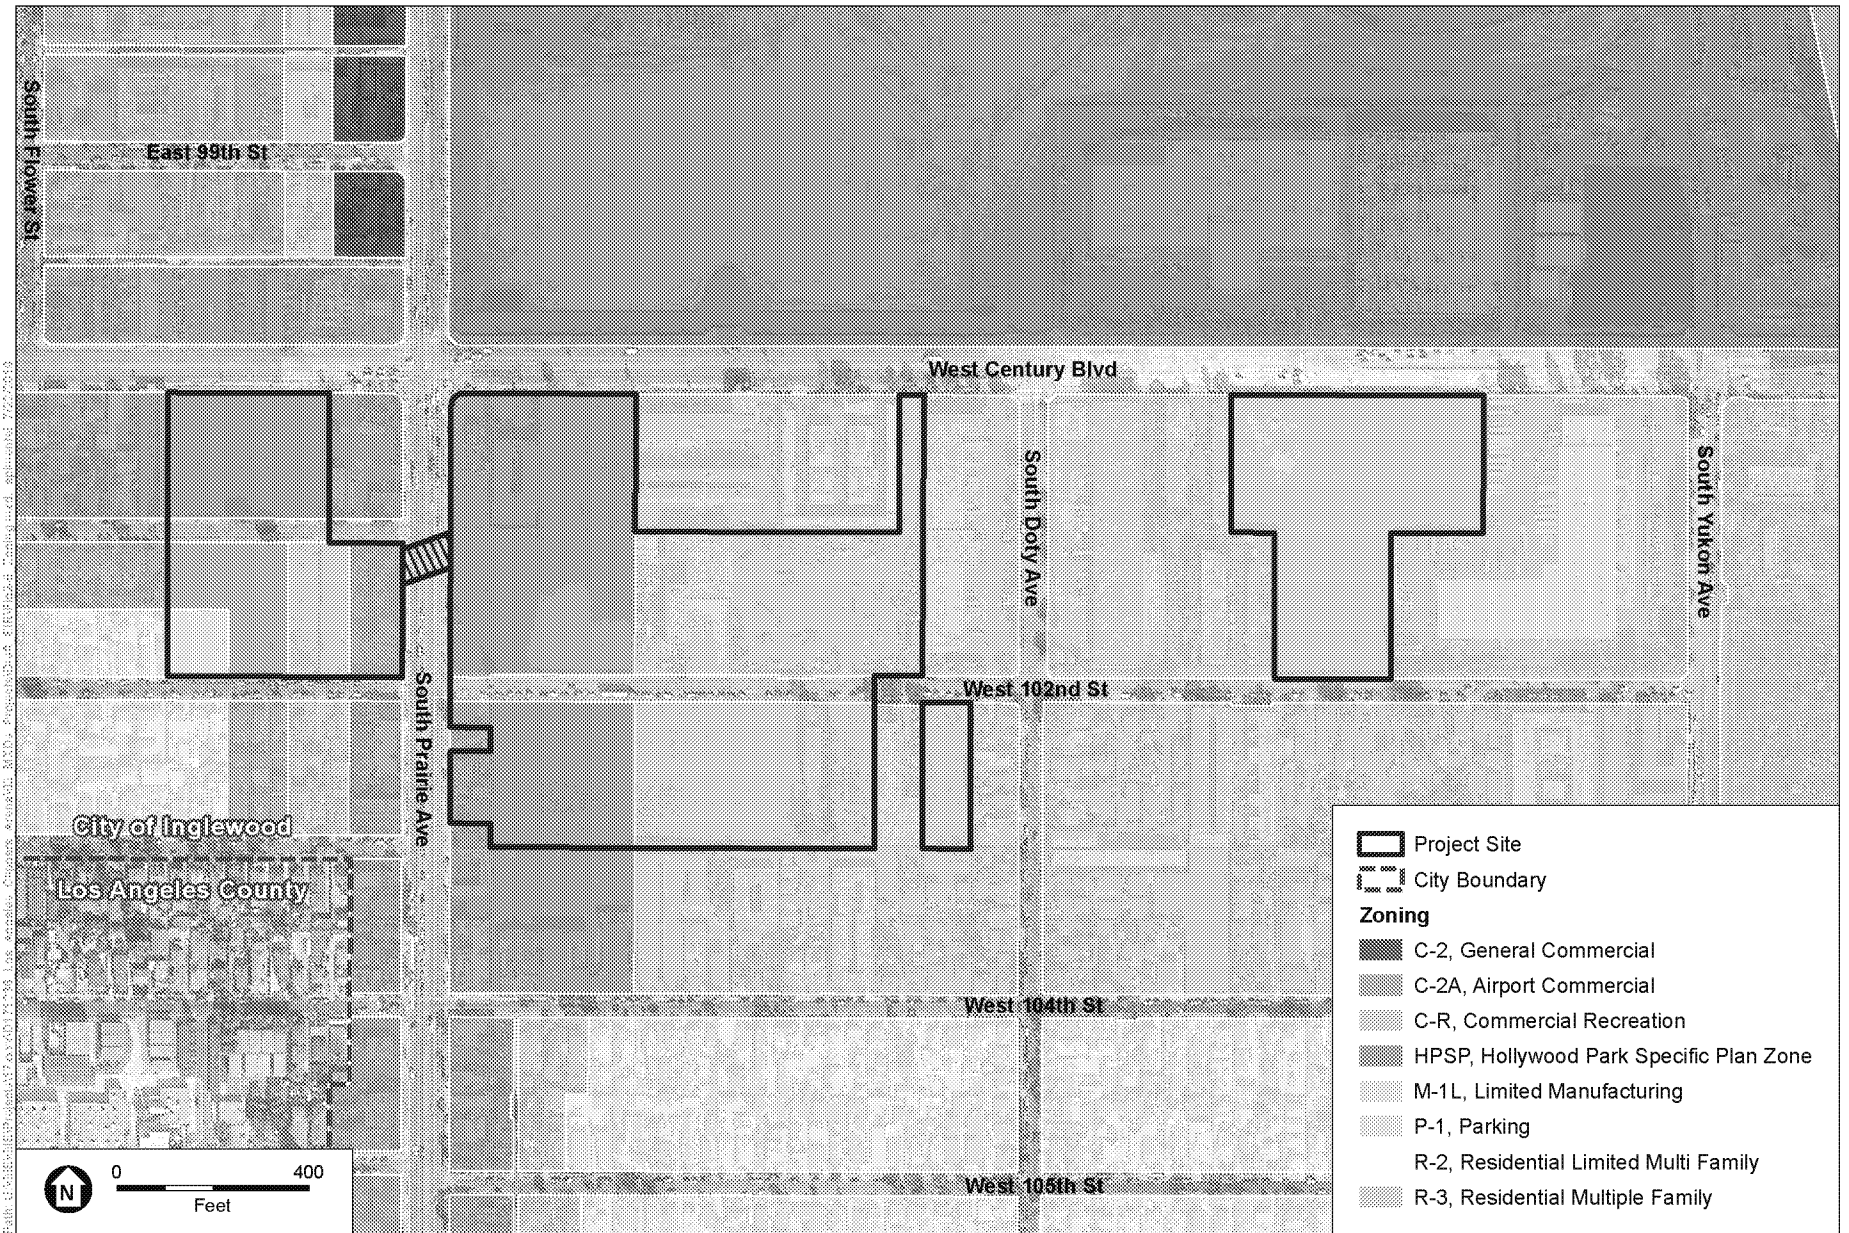 South Flower St
East 99th St
West Century Blvd
South Doty Ave
South Yukon Ave
West 102nd St
South Prairie Ave
City of Inglewood
Los Angeles County
West 104th St
West 105th St
N
0 400
Feet
Project Site
City Boundary
Zoning
C-2, General Commercial
C-2A, Airport Commercial
C-R, Commercial Recreation
HPSP, Hollywood Park Specific Plan Zone
M-1L, Limited Manufacturing
P-1, Parking
R-2, Residential Limited Multi Family
R-3, Residential Multiple Family